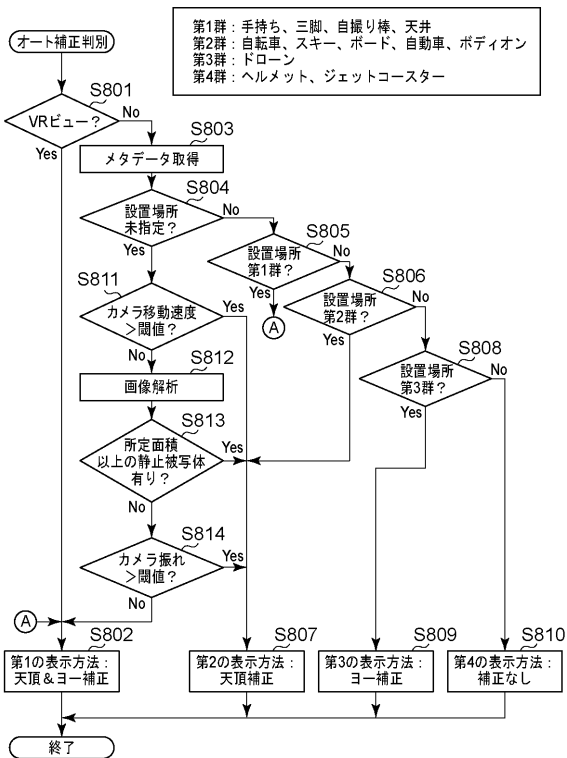 第1群：手持ち、三脚、自撮り棒、天井
第2群：自転車、スキー、ボード、自動車、ボディオン
第3群：ドローン
第4群：ヘルメット、ジェットコースター
オート補正判別
S801
VRビュー？
No
Yes
S803
メタデータ取得
S804
設置場所
未指定？
No
Yes
S805
設置場所
第1群？
No
Yes
A
S806
設置場所
第2群？
No
Yes
S808
設置場所
第3群？
No
Yes
S811
カメラ移動速度
＞閾値？
Yes
No
S812
画像解析
S813
所定面積
以上の静止被写体
有り？
Yes
No
S814
カメラ振れ
＞閾値？
Yes
No
A
S802
第1の表示方法：
天頂＆ヨー補正
S807
第2の表示方法：
天頂補正
S809
第3の表示方法：
ヨー補正
S810
第4の表示方法：
補正なし
終了